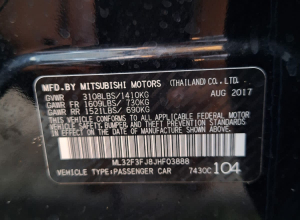 MFD BY MITSUBISHI MOTORS (THAILAND) CO., LTD.
GVWR 3108LBS/1410KG AUG 2017
GAWR FR 1609LBS/ 730KG
GAWR RR 1521LBS/ 690KG
THIS VEHICLE CONFORMS TO ALL APPLICABLE FEDERAL MOTOR
VEHICLE SAFETY, BUMPER, AND THEFT PREVENTION STANDARDS
IN EFFECT ON THE DATE OF MANUFACTURE SHOWN ABOVE.
ML32F3FJ8JHF03888
VEHICLE TYPE:PASSENGER CAR 7430C 104